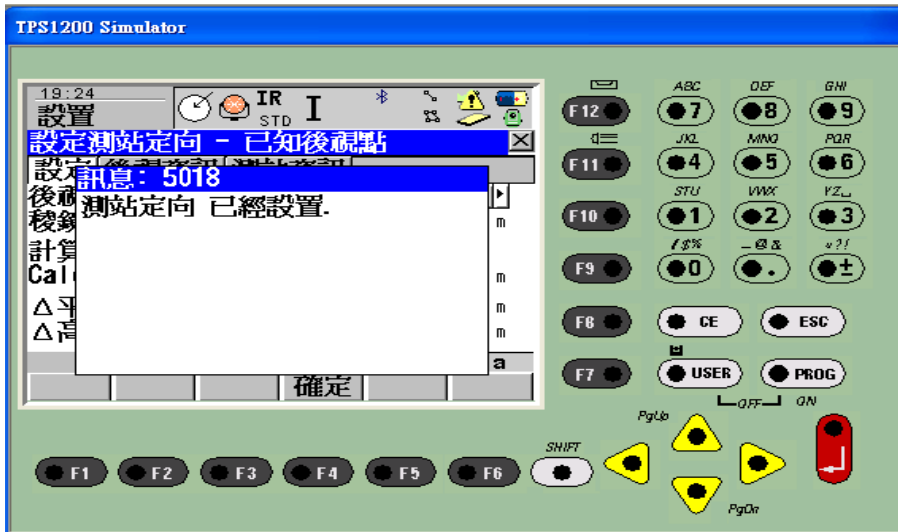 TPS1200 Simulator
19:24
設置
IR
STD
I
設定測站定向 - 已知後視點
設定
訊息: 5018
測站定向 已經設置.
後視
稜鏡
m
計算
m
△平
m
m
a
確定
F12
F11
F10
F9
F8
F7
ABC
DEF
GHI
7
8
9
JKL
MNO
PQR
4
5
6
STU
VWX
YZ
1
2
3
/$%
_@&
0
.
±
CE
ESC
USER
PROG
OFF
ON
PgUp
SHIFT
F1
F2
F3
F4
F5
F6
PgDn